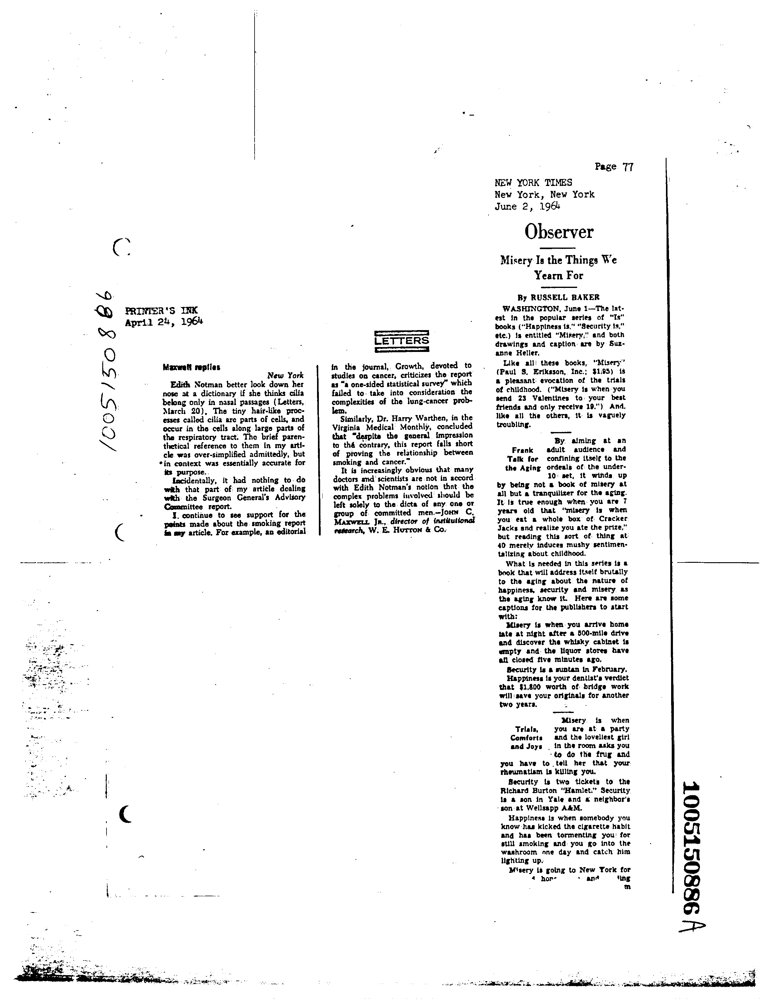 Page 77
NEW YORK TIMES
New York, New York
June 2, 1964
Observer
Misery Is the Things We
Yearn For
By RUSSELL BAKER
WASHINGTON, June 1—The lat-
est in the popular series of "Is"
books ("Happiness is," "Security is,"
etc.) is entitled "Misery," and both
drawings and caption are by Suz-
anne Heller.
Like all these books, "Misery"
(Paul S. Eriksson, Inc.; $1.95) is
a pleasant evocation of the trials
of childhood. ("Misery is when you
send 23 Valentines to your best
friends and only receive 19.") And,
like all the others, it is vaguely
troubling.
Frank
Talk for
the Aging
By aiming at an
adult audience and
confining itself to the
ordeals of the under-
10 set, it winds up
by being not a book of misery at
all but a tranquilizer for the aging.
It is true enough when you are 7
years old that "misery is when
you eat a whole box of Cracker
Jacks and realize you ate the prize,"
but reading this sort of thing at
40 merely induces mushy sentimen-
talizing about childhood.
What is needed in this series is a
book that will address itself brutally
to the aging about the nature of
happiness, security and misery as
the aging know it. Here are some
captions for the publishers to start
with:
Misery is when you arrive home
late at night after a 500-mile drive
and discover the whisky cabinet is
empty and the liquor stores have
all closed five minutes ago.
Security is a suntan in February.
Happiness is your dentist's verdict
that $1,800 worth of bridge work
will save your originals for another
two years.
Trials,
Comforts
and Joys
Misery is when
you are at a party
and the loveliest girl
in the room asks you
to do the frug and
you have to tell her that your
rheumatism is killing you.
Security is two tickets to the
Richard Burton "Hamlet." Security
is a son in Yale and a neighbor's
son at Wellsapp A&M.
Happiness is when somebody you
know has kicked the cigarette habit
and has been tormenting you for
still smoking and you go into the
washroom one day and catch him
lighting up.
Misery is going to New York for
PRINTER'S INK
April 24, 1964
LETTERS
Maxwell replies
New York
Edith Notman better look down her
nose at a dictionary if she thinks cilia
belong only in nasal passages (Letters,
March 20). The tiny hair-like proc-
esses called cilia are parts of cells, and
occur in the cells along large parts of
the respiratory tract. The brief paren-
thetical reference to them in my arti-
cle was over-simplified admittedly, but
in context was essentially accurate for
its purpose.
Incidentally, it had nothing to do
with that part of my article dealing
with the Surgeon General's Advisory
Committee report.
I continue to see support for the
points made about the smoking report
in my article. For example, an editorial
in the journal, Growth, devoted to
studies on cancer, criticizes the report
as "a one-sided statistical survey" which
failed to take into consideration the
complexities of the lung-cancer prob-
lem.
Similarly, Dr. Harry Warthen, in the
Virginia Medical Monthly, concluded
that "despite the general impression
to the contrary, this report falls short
of proving the relationship between
smoking and cancer."
It is increasingly obvious that many
doctors and scientists are not in accord
with Edith Notman's notion that the
complex problems involved should be
left solely to the dicta of any one or
group of committed men.—JOHN C.
MAXWELL JR., director of institutional
research, W. E. HUTTON & CO.
1005150886
1005150886 A